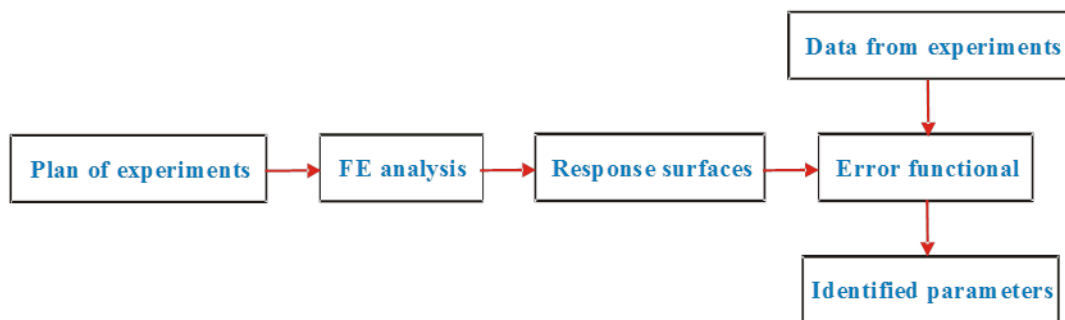 Data from experiments
Plan of experiments
FE analysis
Response surfaces
Error functional
Identified parameters